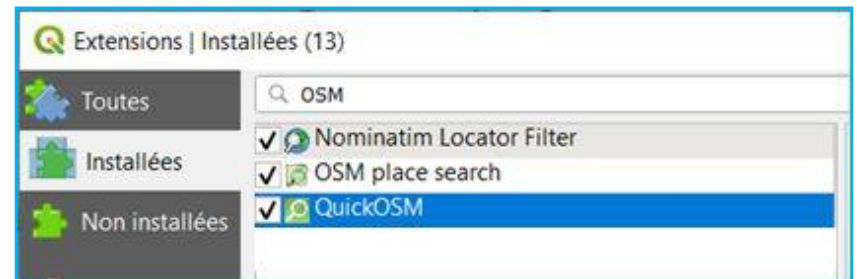 Extensions | Installées (13)
Toutes
OSM
Installées
Nominatim Locator Filter
OSM place search
QuickOSM
Non installées